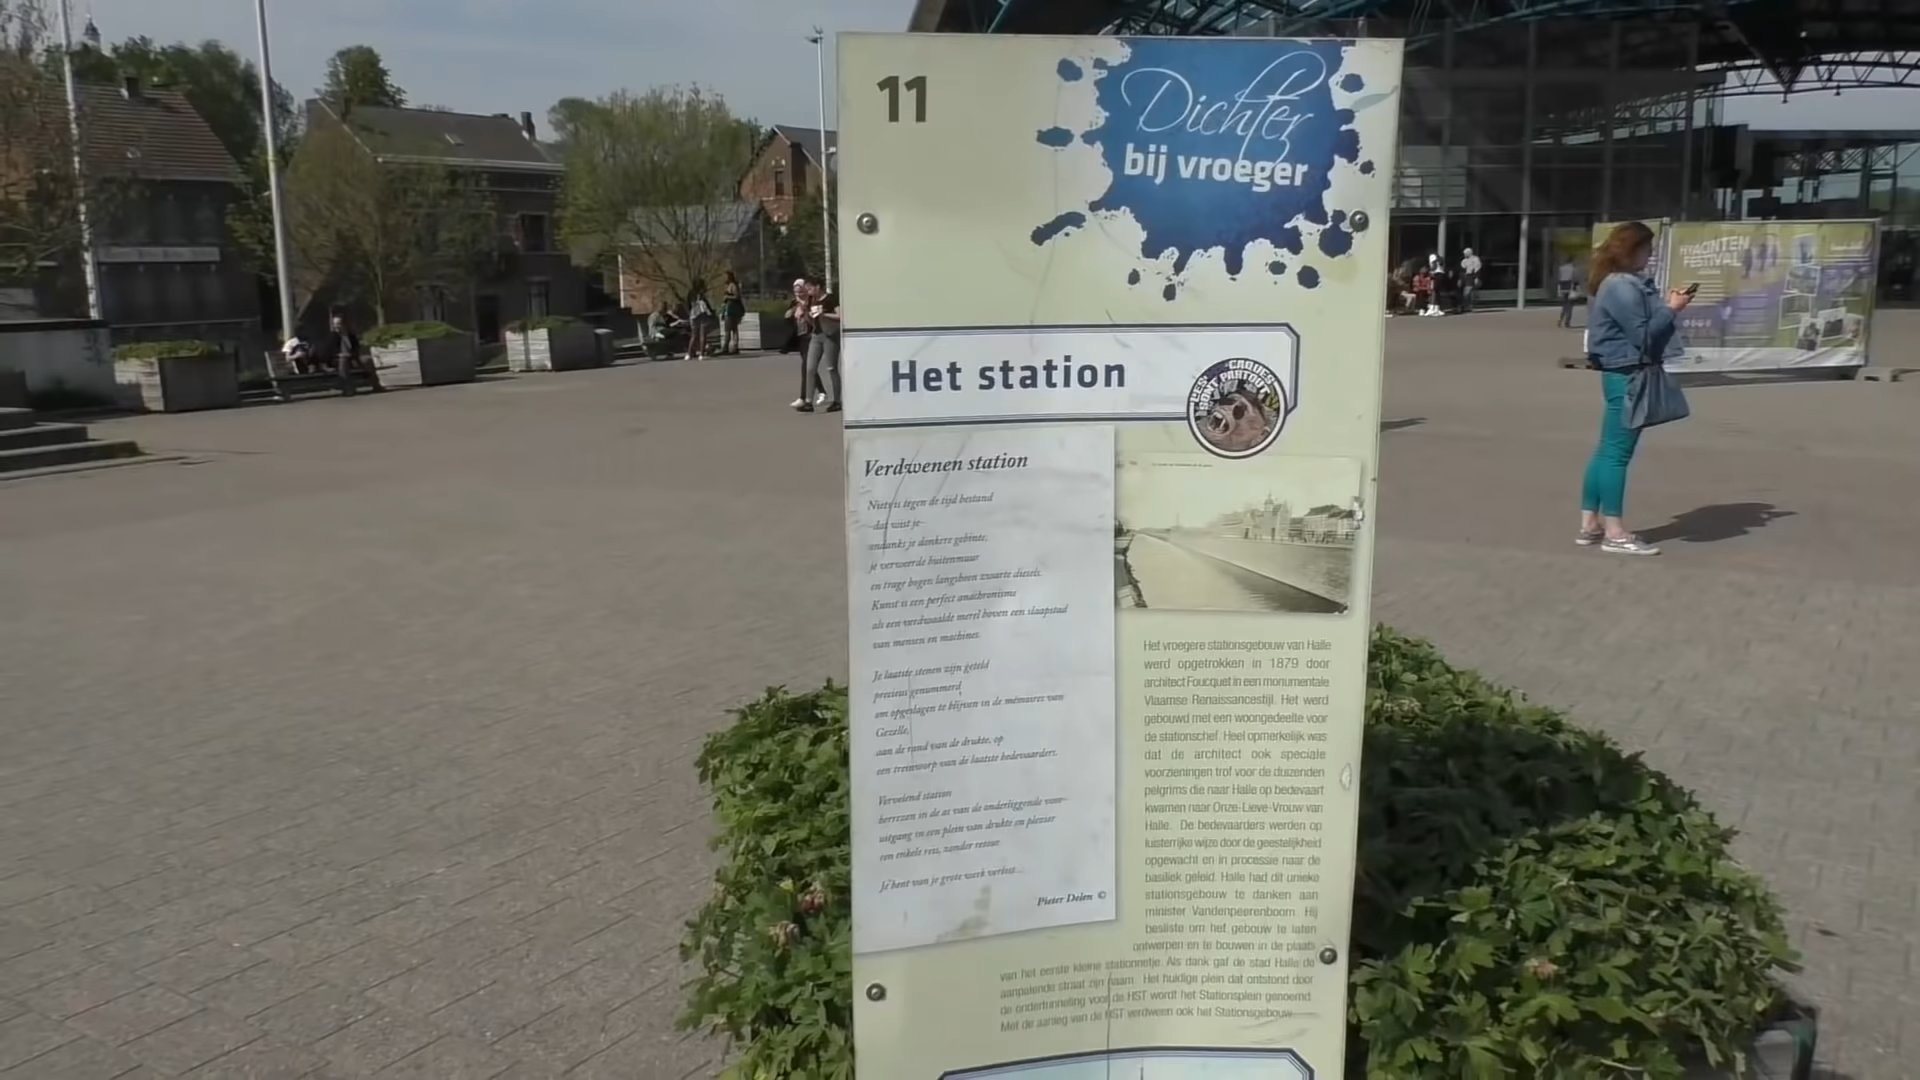 11
Dichter
bij vroeger
Het station
LES CAQUES
SONT PARTOUT
Verdwenen station
Niets is tegen de tijd bestand
-dat wist je-
ondanks je donkere gebinte,
je verweerde buitenmuur
en trage bogen langsheen zwarte diesels.
Kunst is een perfect anachronisme
als een verdwaalde merel boven een slaapstad
van mensen en machines.
Je laatste stenen zijn geteld
precieus genummerd
om opgeslagen te blijven in de mémoires van
Gezelle,
aan de rand van de drukte, op
een steenworp van de laatste bedevaarders.
station
herrezen in de as van de onderliggende voor-
uitgang in een plein van drukte en plezier
een enkele reis, zonder retour
Je bent van je grote werk verlost...
Pieter Delen ©
Het vroegere stationsgebouw van Halle
werd opgetrokken in 1879 door
architect Foucquet in een monumentale
Vlaamse Renaissancestijl. Het werd
gebouwd met een woongedeelte voor
de stationschef. Heel opmerkelijk was
dat de architect ook speciale
voorzieningen trof voor de duizenden
pelgrims die naar Halle op bedevaart
kwamen naar Onze-Lieve-Vrouw van
Halle. De bedevaarders werden op
luisterrijke wijze door de geestelijkheid
opgewacht en in processie naar de
basiliek geleid. Halle had dit unieke
stationsgebouw te danken aan
minister Vandenpeerenboom. Hij
besliste om het gebouw te laten
ontwerpen en te bouwen in de plaats
van het eerste kleine stationnetje. Als dank gaf de stad Halle de
aanpalende straat zijn naam. Het huidige plein dat ontstond door
de ondertunneling voor de HST wordt het Stationsplein genoemd.
Met de aanleg van de HST verdween ook het Stationsgebouw.
HYACINTEN
FESTIVAL